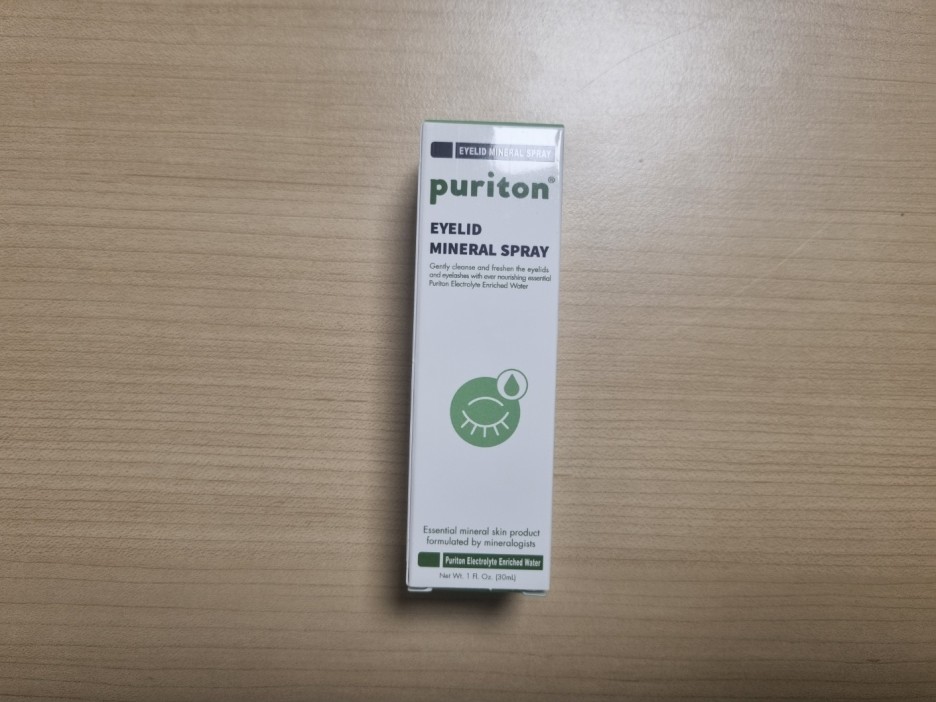 EYELID MINERAL SPRAY
puriton®
EYELID
MINERAL SPRAY
Gently cleanse and freshen the eyelids
and eyelashes with ever nourishing essential
Puriton Electrolyte Enriched Water
Essential mineral skin product
formulated by mineralogists
Puriton Electrolyte Enriched Water
Net Wt. 1 Fl. Oz. (30mL)